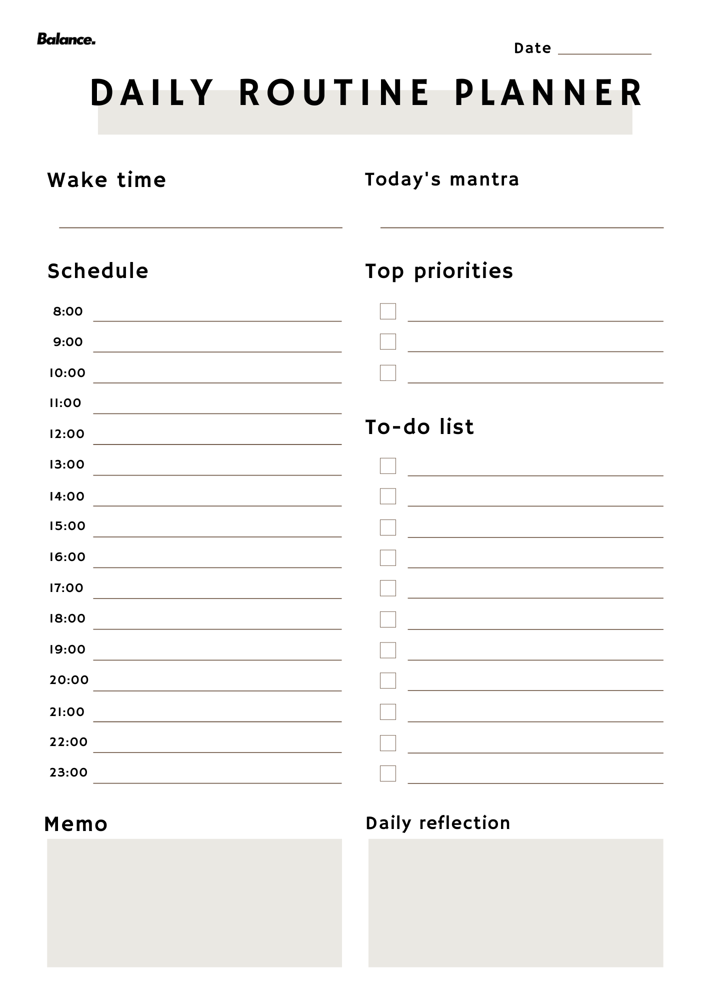 Balance.
Date
DAILY ROUTINE PLANNER
Wake time
Today's mantra
Schedule
8:00
9:00
10:00
11:00
12:00
13:00
14:00
15:00
16:00
17:00
18:00
19:00
20:00
21:00
22:00
23:00
Top priorities
To-do list
Memo
Daily reflection